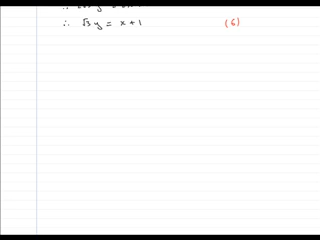 ∴ √3 y = x + 1 (6)